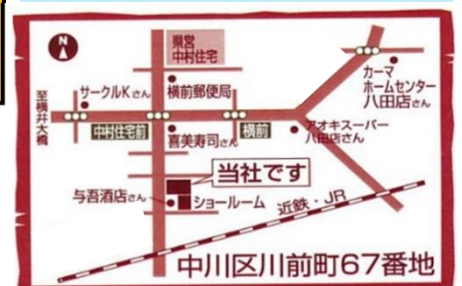 N
県営
中村住宅
カーマ
ホームセンター
八田店さん
至横井大橋
サークルKさん
横前郵便局
中村住宅前
喜美寿司さん
横前
アオキスーパー
八田店さん
当社です
与吾酒店さん
ショールーム
近鉄・JR
中川区川前町67番地